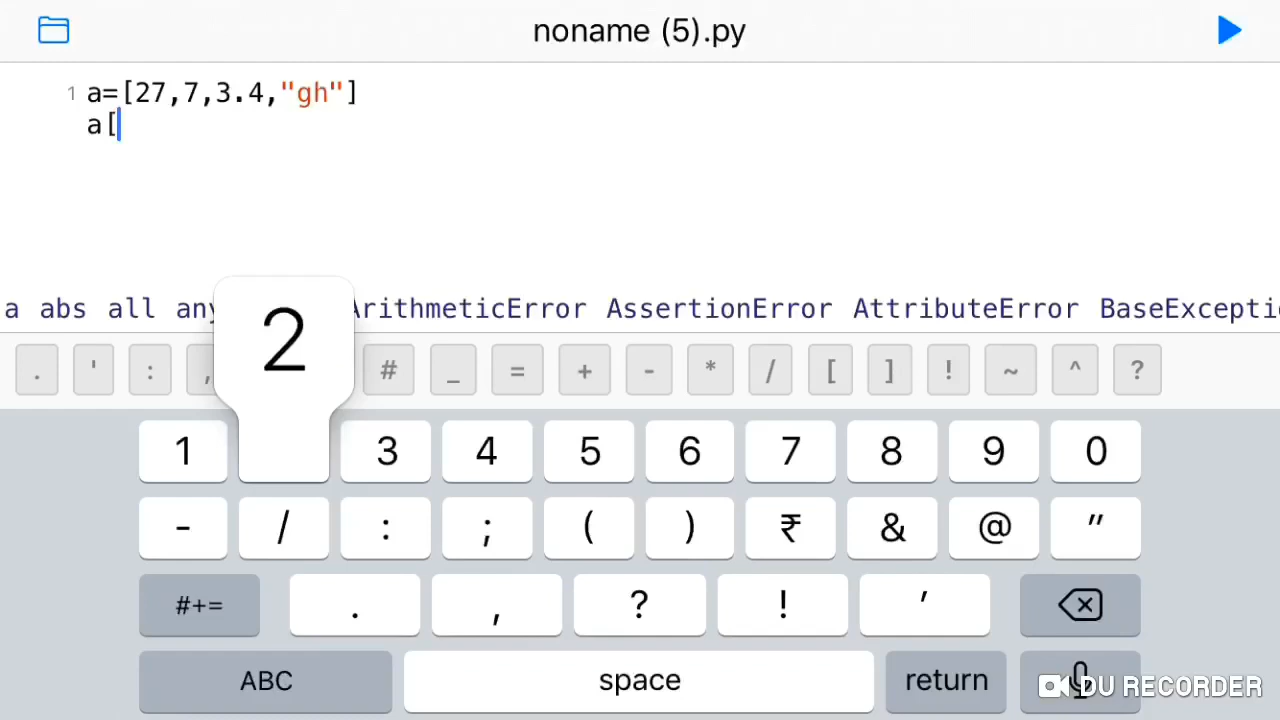 noname (5).py
1 a=[27,7,3.4,"gh"]
a[
a abs all any ArithmeticError AssertionError AttributeError BaseExcepti
2
. ' : , # _ = + - * / [ ] ! ~ ^ ?
1 3 4 5 6 7 8 9 0
- / : ; ( ) ₹ & @ "
#+= . , ? ! '
ABC space return
DU RECORDER